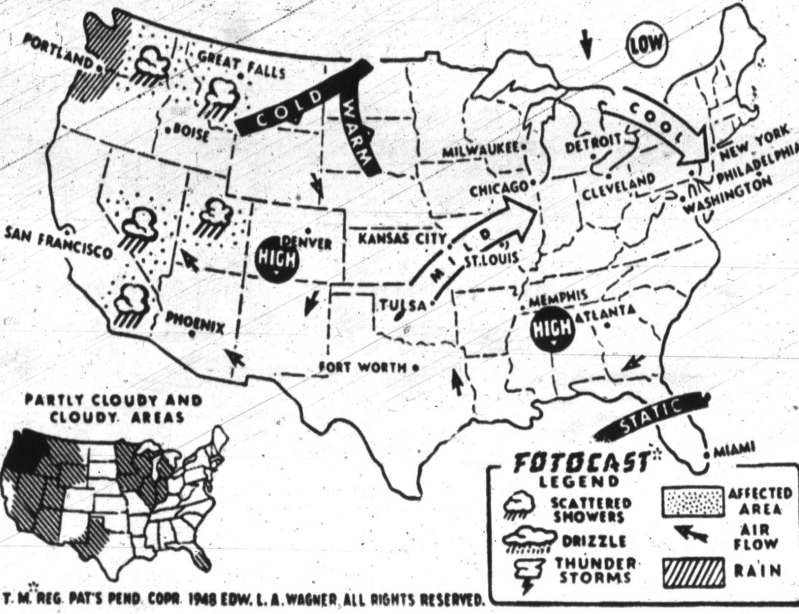 PORTLAND
GREAT FALLS
LOW
COLD
WARM
COOL
BOISE
MILWAUKEE
DETROIT
NEW YORK
PHILADELPHIA
CHICAGO
CLEVELAND
WASHINGTON
SAN FRANCISCO
DENVER
HIGH
KANSAS CITY
MILD
ST. LOUIS
TULSA
MEMPHIS
HIGH
ATLANTA
PHOENIX
FORT WORTH
STATIC
MIAMI
PARTLY CLOUDY AND
CLOUDY AREAS
FOTOCAST*
LEGEND
SCATTERED
SHOWERS
DRIZZLE
THUNDER
STORMS
AFFECTED
AREA
AIR
FLOW
RAIN
T. M.* REG. PAT'S PEND. COPR. 1948 EDW. L. A. WAGNER, ALL RIGHTS RESERVED.